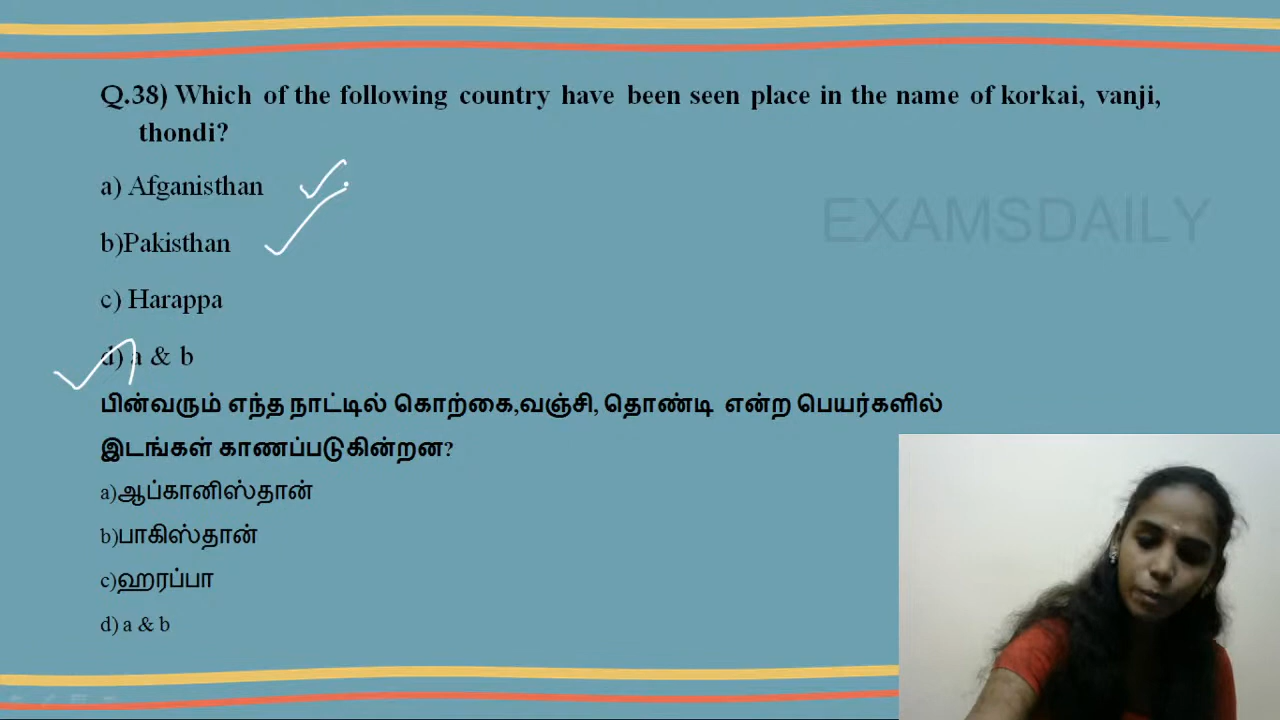 Q.38) Which of the following country have been seen place in the name of korkai, vanji,
thondi?
a) Afganisthan
EXAMSDAILY
b)Pakisthan
c) Harappa
d) a & b
பின்வரும் எந்த நாட்டில் கொற்கை,வஞ்சி, தொண்டி என்ற பெயர்களில்
இடங்கள் காணப்படுகின்றன?
a)ஆப்கானிஸ்தான்
b)பாகிஸ்தான்
c)ஹரப்பா
d) a & b